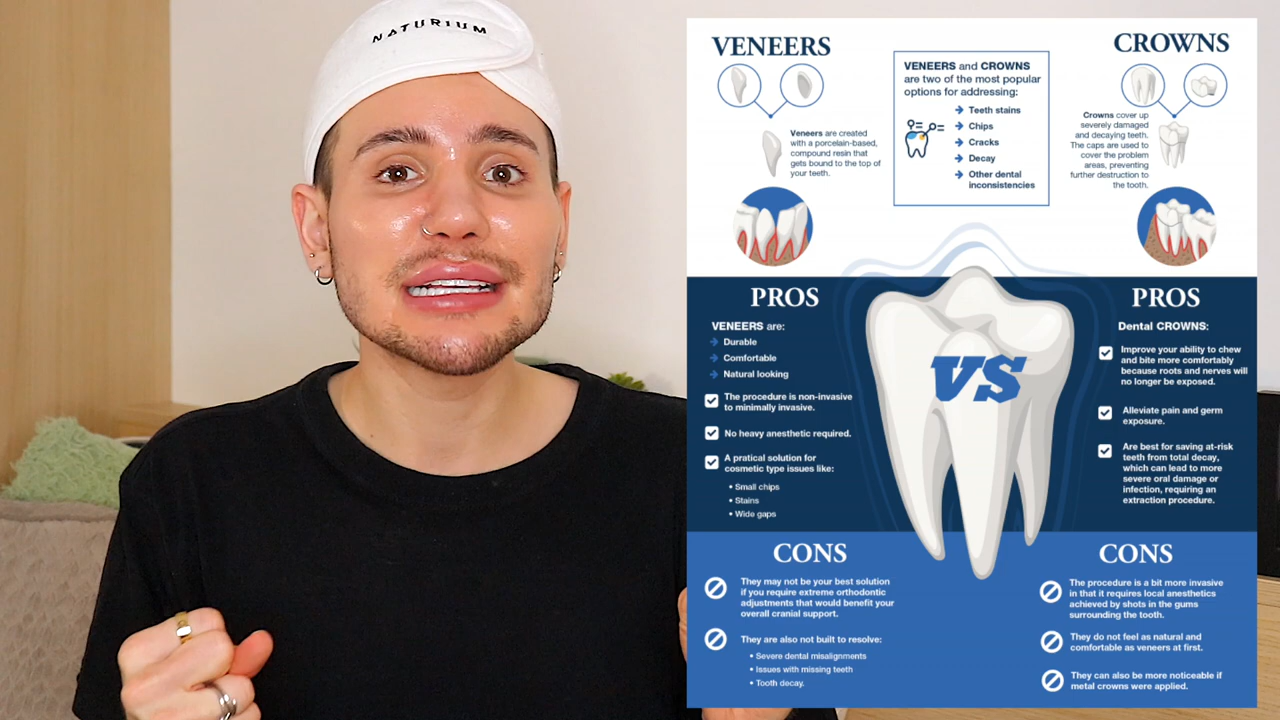 NATURIUM
VENEERS
Veneers are created
with a porcelain-based,
compound resin that
gets bound to the top of
your teeth.
VENEERS and CROWNS
are two of the most popular
options for addressing:
Teeth stains
Chips
Cracks
Decay
Other dental
inconsistencies
CROWNS
Crowns cover up
severely damaged
and decaying teeth.
The caps are used to
cover the problem
areas, preventing
further destruction to
the tooth.
PROS
VENEERS are:
Durable
Comfortable
Natural looking
The procedure is non-invasive
to minimally invasive.
No heavy anesthetic required.
A pratical solution for
cosmetic type issues like:
• Small chips
• Stains
• Wide gaps
VS
PROS
Dental CROWNS:
Improve your ability to chew
and bite more comfortably
because roots and nerves will
no longer be exposed.
Alleviate pain and germ
exposure.
Are best for saving at-risk
teeth from total decay,
which can lead to more
severe oral damage or
infection, requiring an
extraction procedure.
CONS
They may not be your best solution
if you require extreme orthodontic
adjustments that would benefit your
overall cranial support.
They are also not built to resolve:
• Severe dental misalignments
• Issues with missing teeth
• Tooth decay.
CONS
The procedure is a bit more invasive
in that it requires local anesthetics
achieved by shots in the gums
surrounding the tooth.
They do not feel as natural and
comfortable as veneers at first.
They can also be more noticeable if
metal crowns were applied.